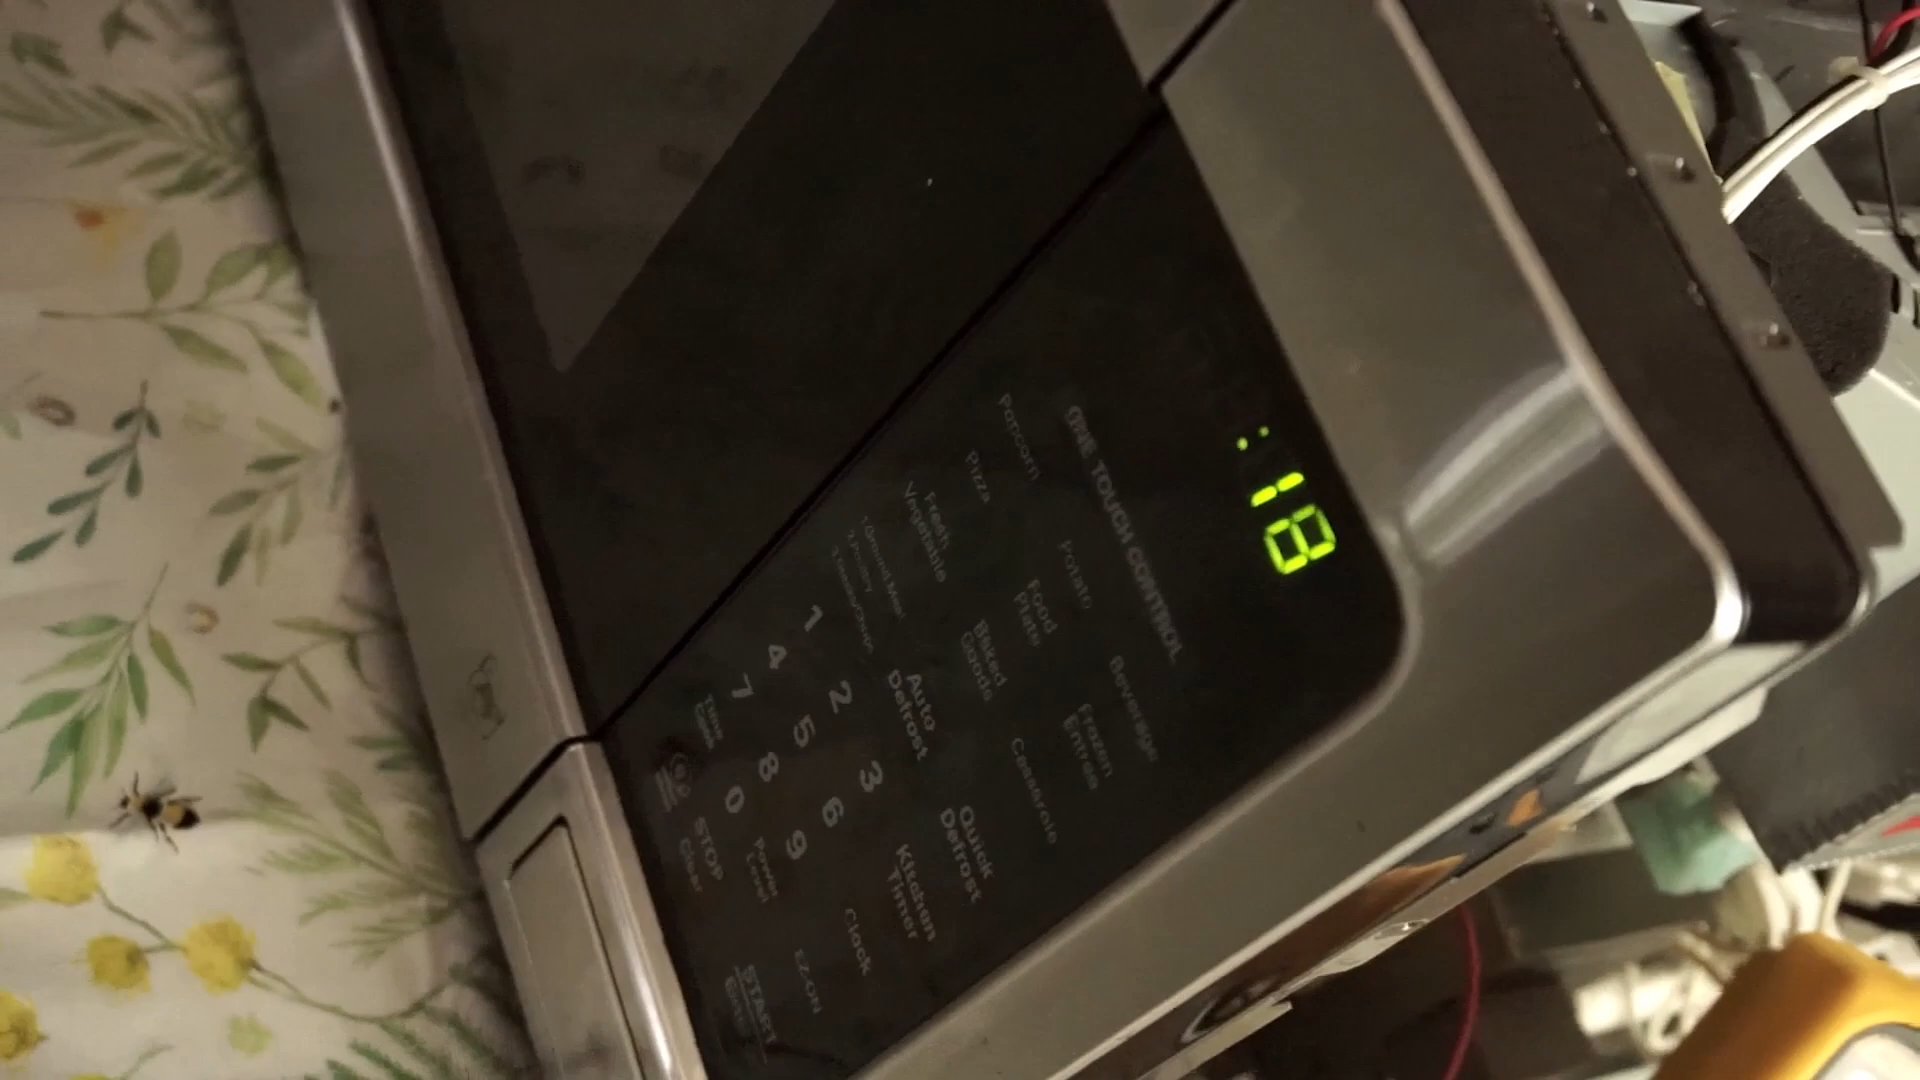 :18
ONE TOUCH CONTROL
Popcorn
Potato
Beverage
Pizza
Food
Plate
Frozen
Entree
Fresh
Vegetable
Baked
Goods
Casserole
Auto
Defrost
Quick
Defrost
1 2 3
Kitchen
Timer
4 5 6
Clock
7 8 9
EZ-ON
Time
Cook
0
Power
Level
STOP
Clear
START
Enter